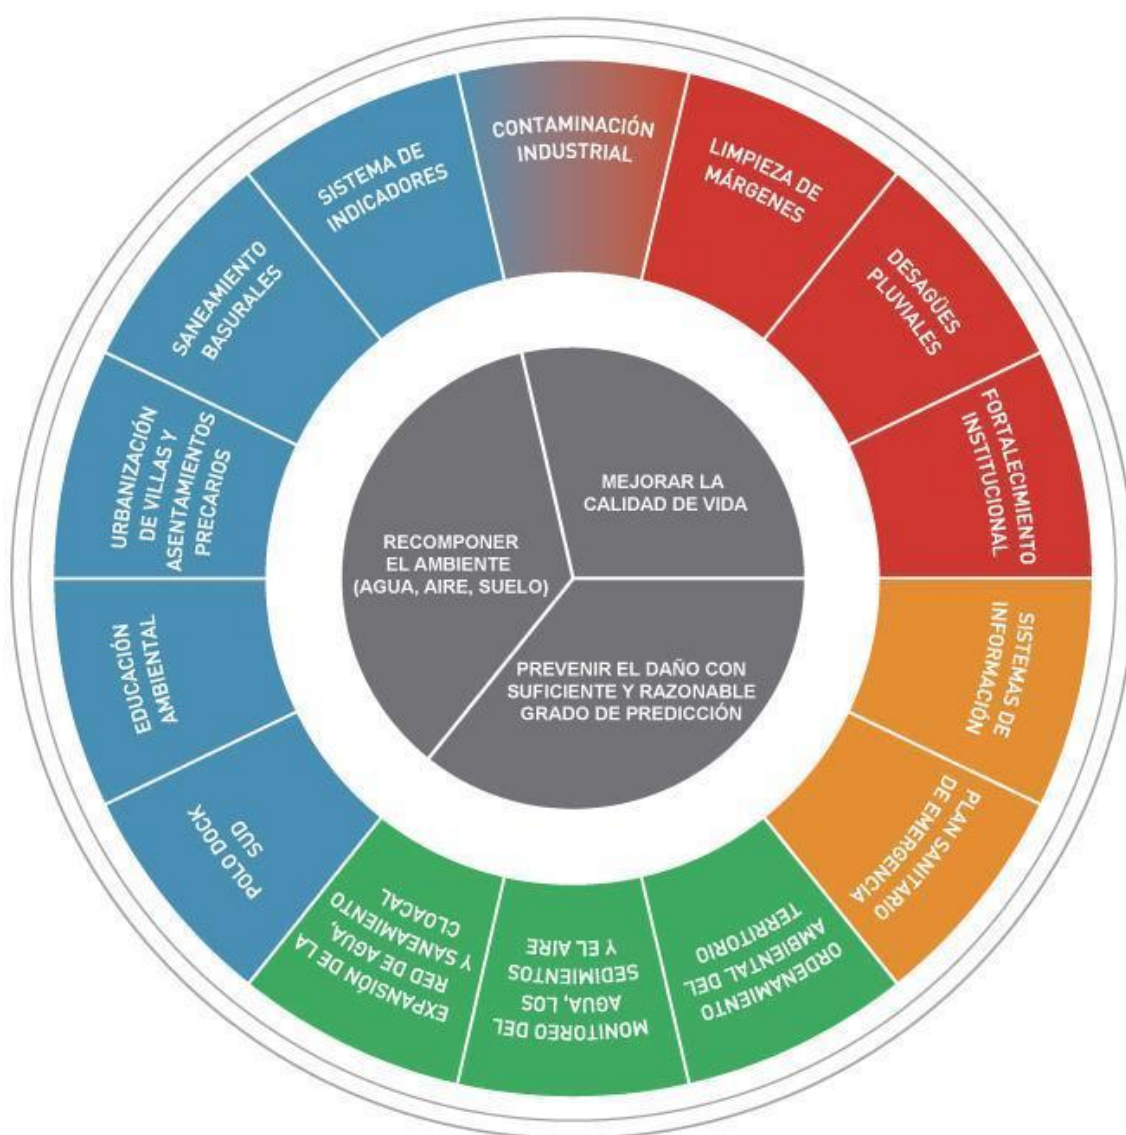 CONTAMINACIÓN
INDUSTRIAL
LIMPIEZA DE
MÁRGENES
DESAGÜES
PLUVIALES
FORTALECIMIENTO
INSTITUCIONAL
SISTEMAS DE
INFORMACIÓN
PLAN SANITARIO
DE EMERGENCIA
ORDENAMIENTO
AMBIENTAL DEL
TERRITORIO
MONITOREO DEL
AGUA, LOS
SEDIMIENTOS
Y EL AIRE
EXPANSIÓN DE LA
RED DE AGUA,
Y SANEAMIENTO
CLOACAL
POLO DOCK
SUD
EDUCACIÓN
AMBIENTAL
URBANIZACIÓN
DE VILLAS Y
ASENTAMIENTOS
PRECARIOS
SANEAMIENTO
BASURALES
SISTEMA DE
INDICADORES
MEJORAR LA
CALIDAD DE VIDA
RECOMPONER
EL AMBIENTE
(AGUA, AIRE, SUELO)
PREVENIR EL DAÑO CON
SUFICIENTE Y RAZONABLE
GRADO DE PREDICCIÓN